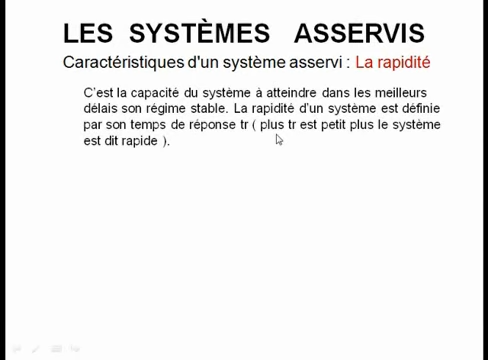 LES SYSTÈMES ASSERVIS
Caractéristiques d'un système asservi : La rapidité
C'est la capacité du système à atteindre dans les meilleurs
délais son régime stable. La rapidité d'un système est définie
par son temps de réponse tr ( plus tr est petit plus le système
est dit rapide ).